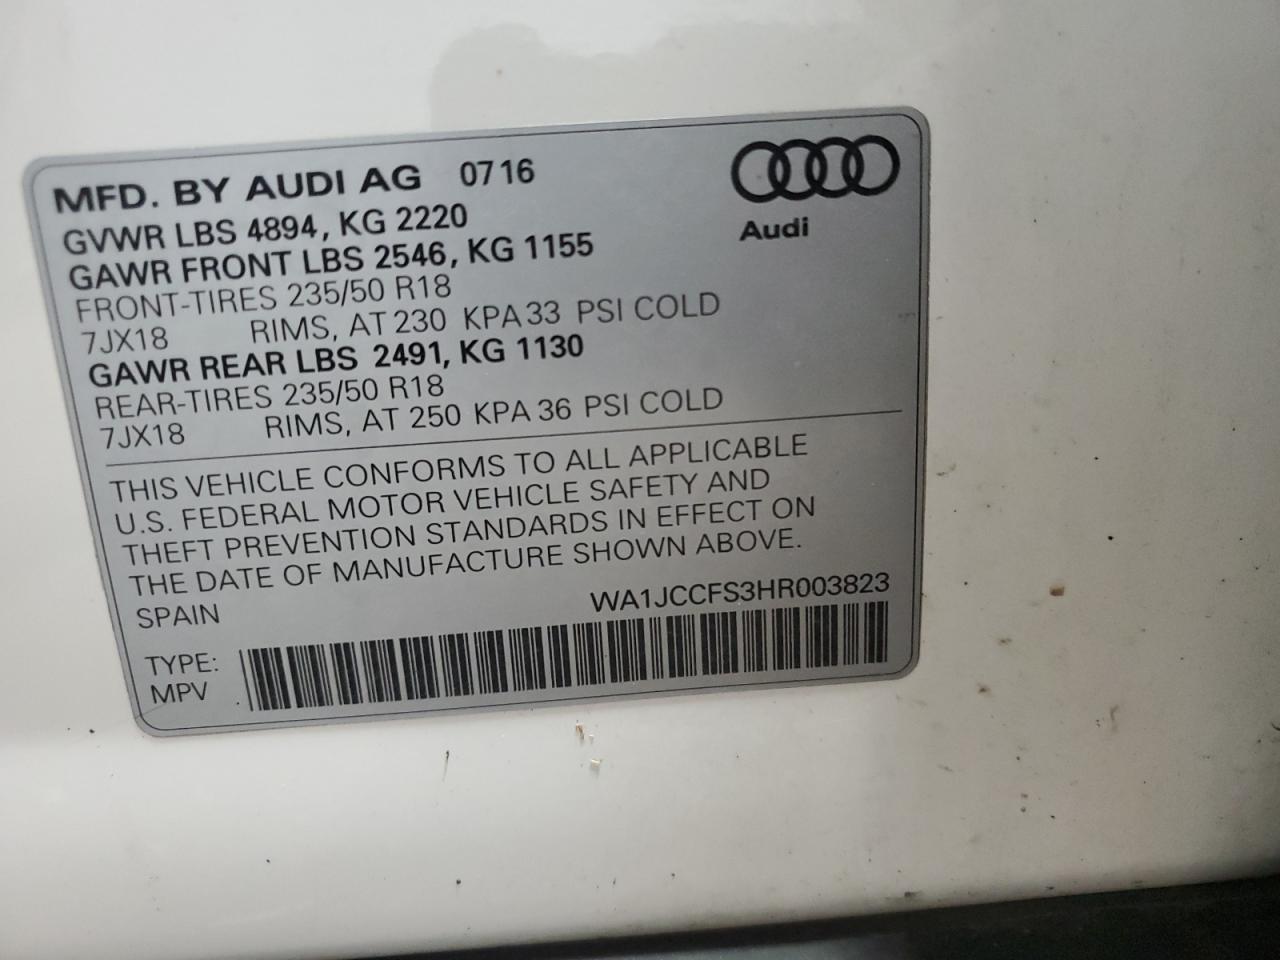 MFD. BY AUDI AG 0716
Audi
GVWR LBS 4894, KG 2220
GAWR FRONT LBS 2546, KG 1155
FRONT-TIRES 235/50 R18
7JX18 RIMS, AT 230 KPA 33 PSI COLD
GAWR REAR LBS 2491, KG 1130
REAR-TIRES 235/50 R18
7JX18 RIMS, AT 250 KPA 36 PSI COLD
THIS VEHICLE CONFORMS TO ALL APPLICABLE
U.S. FEDERAL MOTOR VEHICLE SAFETY AND
THEFT PREVENTION STANDARDS IN EFFECT ON
THE DATE OF MANUFACTURE SHOWN ABOVE.
SPAIN WA1JCCFS3HR003823
TYPE:
MPV